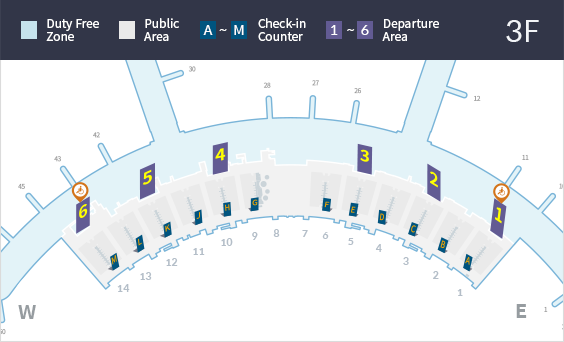 Duty Free
Zone
Public
Area
A ~ M
Check-in
Counter
1 ~ 6
Departure
Area
3F
30
28
27
26
12
42
43
45
11
6
5
4
3
2
1
M
L
K
J
H
G
F
E
D
C
B
A
14
13
12
11
10
9
8
7
6
5
4
3
2
1
W
E
1